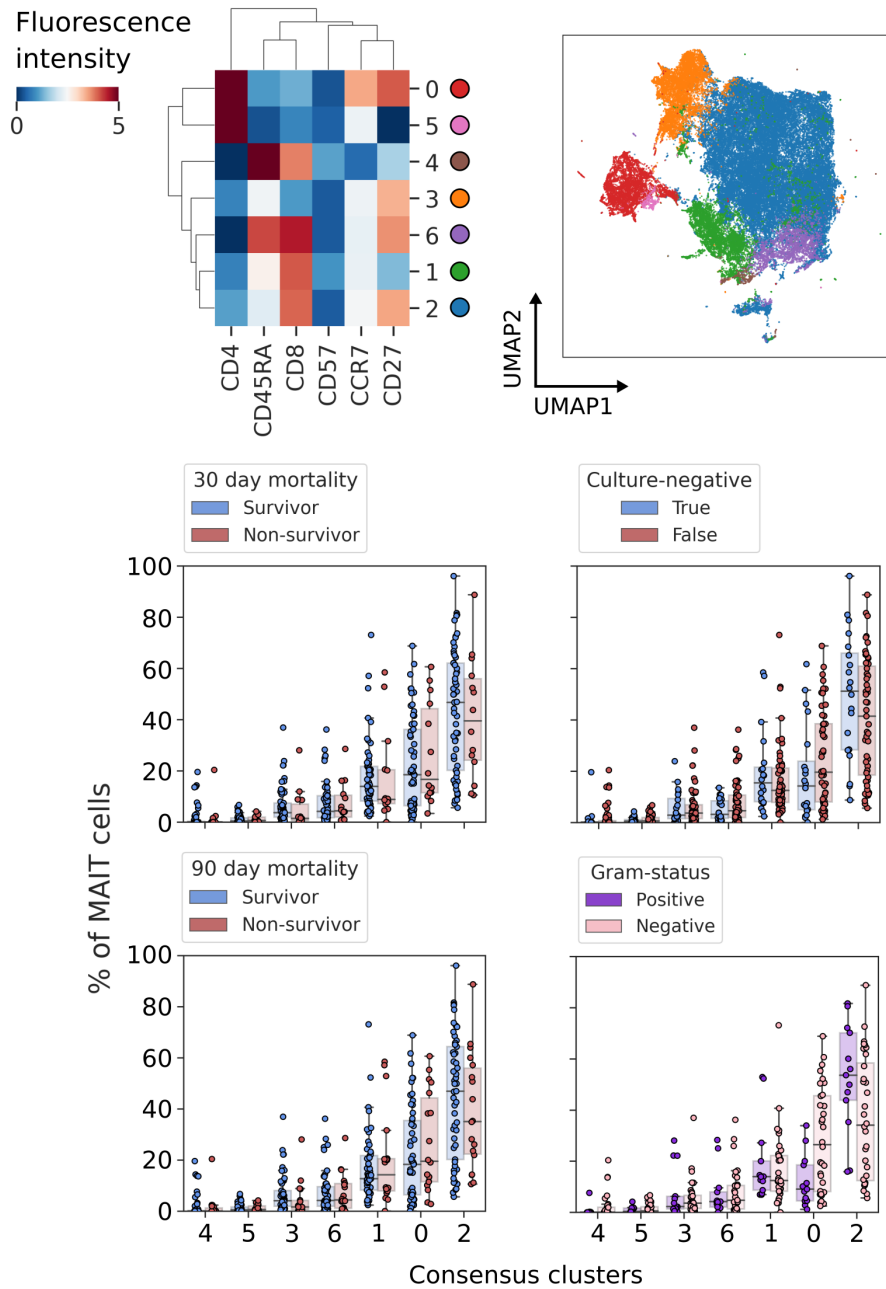 Fluorescence
intensity
0 5
0
5
4
3
6
1
2
CD4 CD45RA CD8 CD57 CCR7 CD27
UMAP2
UMAP1
30 day mortality
Survivor
Non-survivor
Culture-negative
True
False
100
80
60
40
20
0
% of MAIT cells
90 day mortality
Survivor
Non-survivor
Gram-status
Positive
Negative
100
80
60
40
20
0
4 5 3 6 1 0 2
4 5 3 6 1 0 2
Consensus clusters